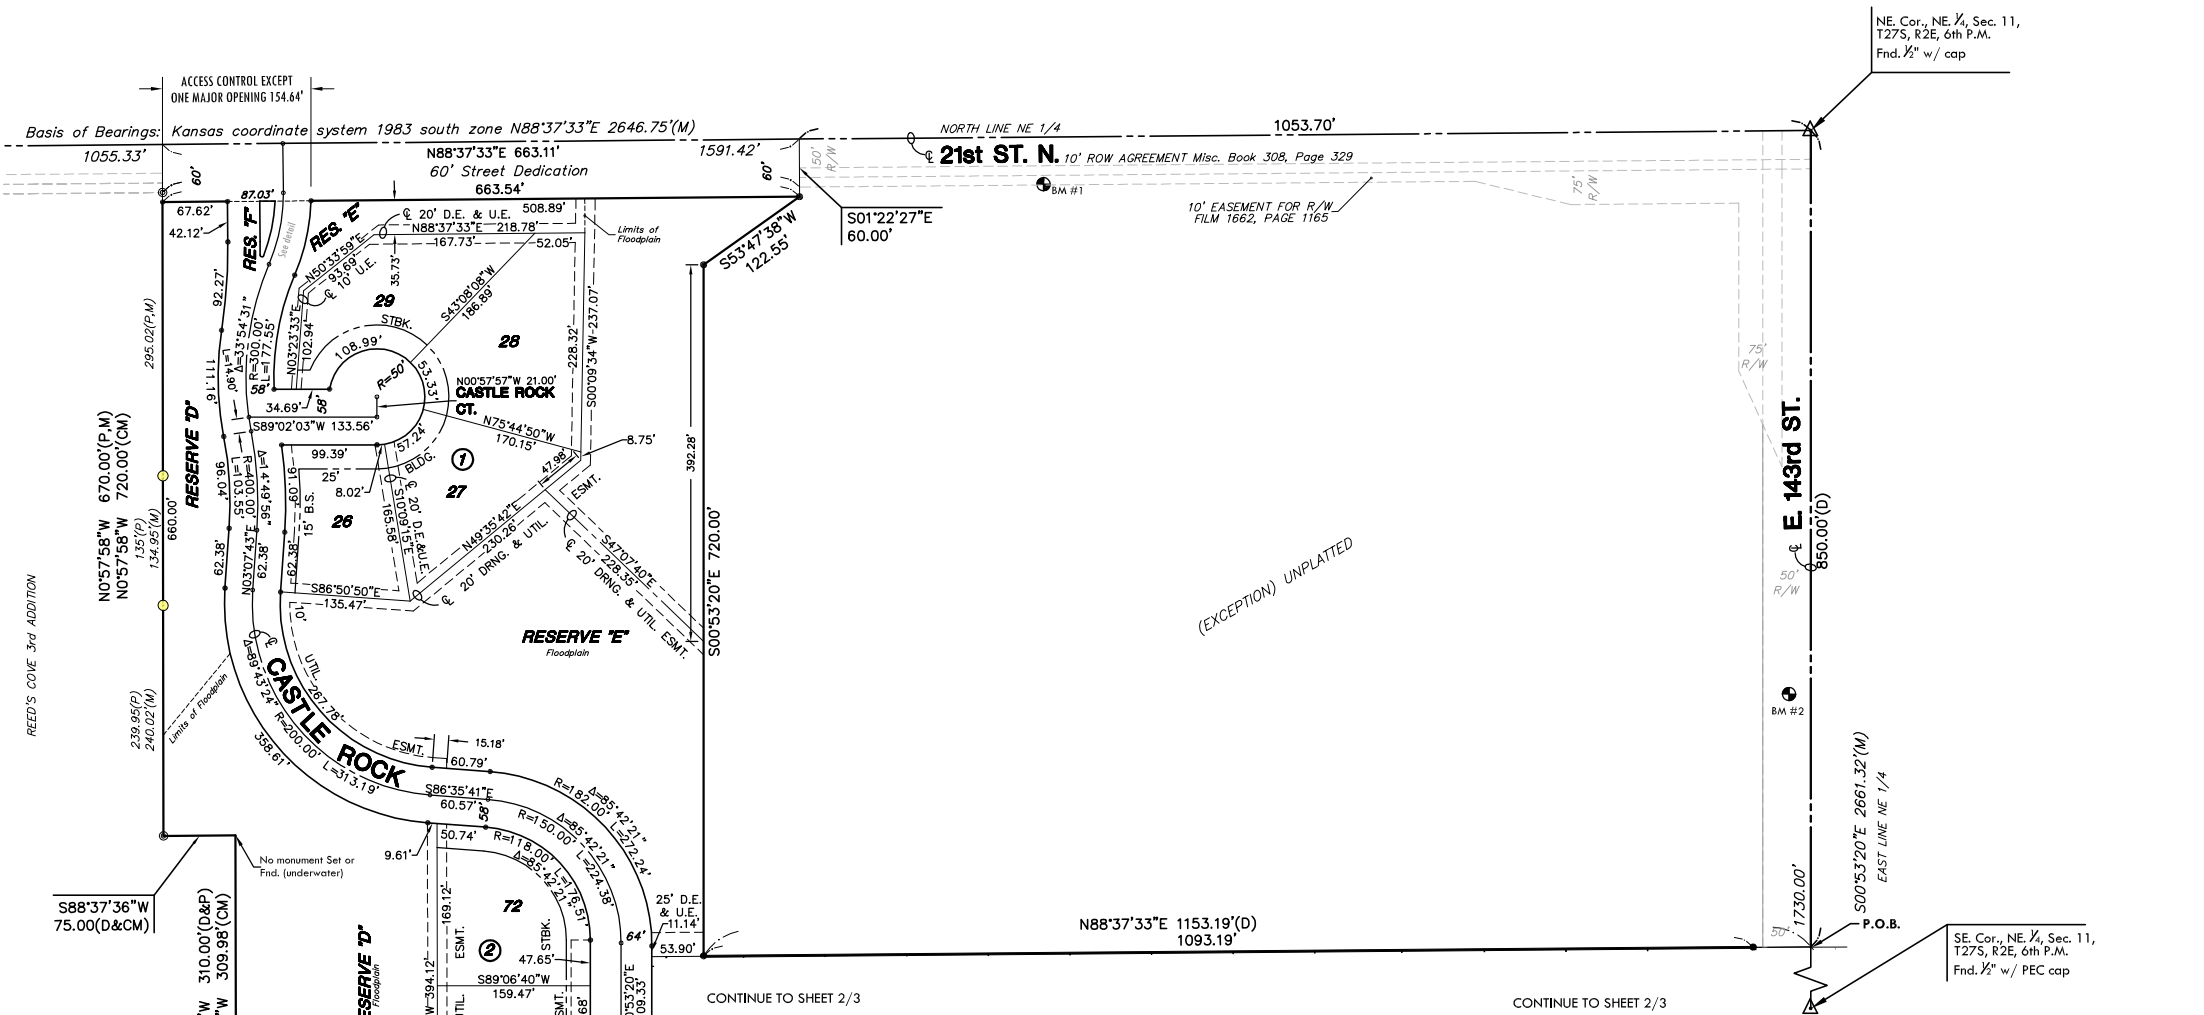 NE. Cor., NE. ¼, Sec. 11,
T27S, R2E, 6th P.M.
Fnd. ½" w/ cap
ACCESS CONTROL EXCEPT
ONE MAJOR OPENING 154.64'
Basis of Bearings: Kansas coordinate system 1983 south zone N88°37'33"E 2646.75'(M)
NORTH LINE NE 1/4
1053.70'
1055.33'
N88°37'33"E 663.11'
1591.42'
60' Street Dedication
663.54'
60'
60'
50'
R/W
℄ 21st ST. N.
10' ROW AGREEMENT Misc. Book 308, Page 329
BM #1
10' EASEMENT FOR R/W
FILM 1662, PAGE 1165
75'
R/W
S01°22'27"E
60.00'
S53°47'38"W
122.55'
87.03'
67.62'
42.12'
RES. "F"
See detail
RES. "E"
℄ 20' D.E. & U.E.
508.89'
N88°37'33"E 218.78'
167.73'
52.05'
Limits of
Floodplain
N50°33'59"E
93.69'
℄ 10' U.E.
35.73'
29
S43°08'08"W
186.89'
28
228.32'
S00°09'34"W-237.07'
92.27'
295.02(P,M)
111.16'
Δ=33°54'31"
R=300.00'
L=177.55'
N03°23'33"E
102.94'
STBK.
108.99'
R=50'
53.33'
N00°57'57"W 21.00'
CASTLE ROCK
CT.
58'
34.69'
58'
S89°02'03"W 133.56'
N75°44'50"W
170.15'
8.75'
57.24'
99.39'
BLDG.
1
47.98'
25'
8.02'
27
26
392.28'
RESERVE "D"
N0°57'58"W 670.00'(P,M)
N0°57'58"W 720.00'(CM)
135'(P)
134.95'(M)
660.00'
96.04'
L=103.55'
R=400.00'
Δ=14°49'56"
91.09'
15' B.S.
165.58'
S10°09'15"E
℄ 20' D.E.&U.E.
N49°35'42"E
230.26'
℄ 20' DRNG. & UTIL.
ESMT.
S47°07'40"E
228.35'
℄ 20' DRNG. & UTIL. ESMT.
S00°53'20"E 720.00'
62.38'
62.38'
62.38'
S86°50'50"E
135.47'
10'
UTIL.
267.78'
ESMT.
RESERVE "E"
Floodplain
(EXCEPTION) UNPLATTED
75'
R/W
℄ E. 143rd ST.
850.00'(D)
50'
R/W
BM #2
REED'S COVE 3rd ADDITION
239.95(P)
240.02'(M)
Limits of Floodplain
℄
CASTLE ROCK
Δ=89°43'24" R=200.00' L=313.19'
358.61'
15.18'
60.79'
S86°35'41"E
60.57'
58'
50.74'
9.61'
Δ=85°42'21"
R=182.00' L=272.24'
Δ=85°42'21"
R=150.00' L=224.38'
R=118.00' L=176.51'
Δ=85°42'21"
No monument Set or
Fnd. (underwater)
S88°37'36"W
75.00(D&CM)
310.00'(D&P)
309.98'(CM)
RESERVE "D"
Floodplain
169.12'
ESMT.
394.12'
UTIL.
72
2
STBK.
47.65'
S89°06'40"W
159.47'
25' D.E.
& U.E.
11.14'
64'
53.90'
N88°37'33"E 1153.19'(D)
1093.19'
50'
1730.00'
S00°53'20"E 2661.32'(M)
EAST LINE NE 1/4
P.O.B.
SE. Cor., NE. ¼, Sec. 11,
T27S, R2E, 6th P.M.
Fnd. ½" w/ PEC cap
CONTINUE TO SHEET 2/3
CONTINUE TO SHEET 2/3